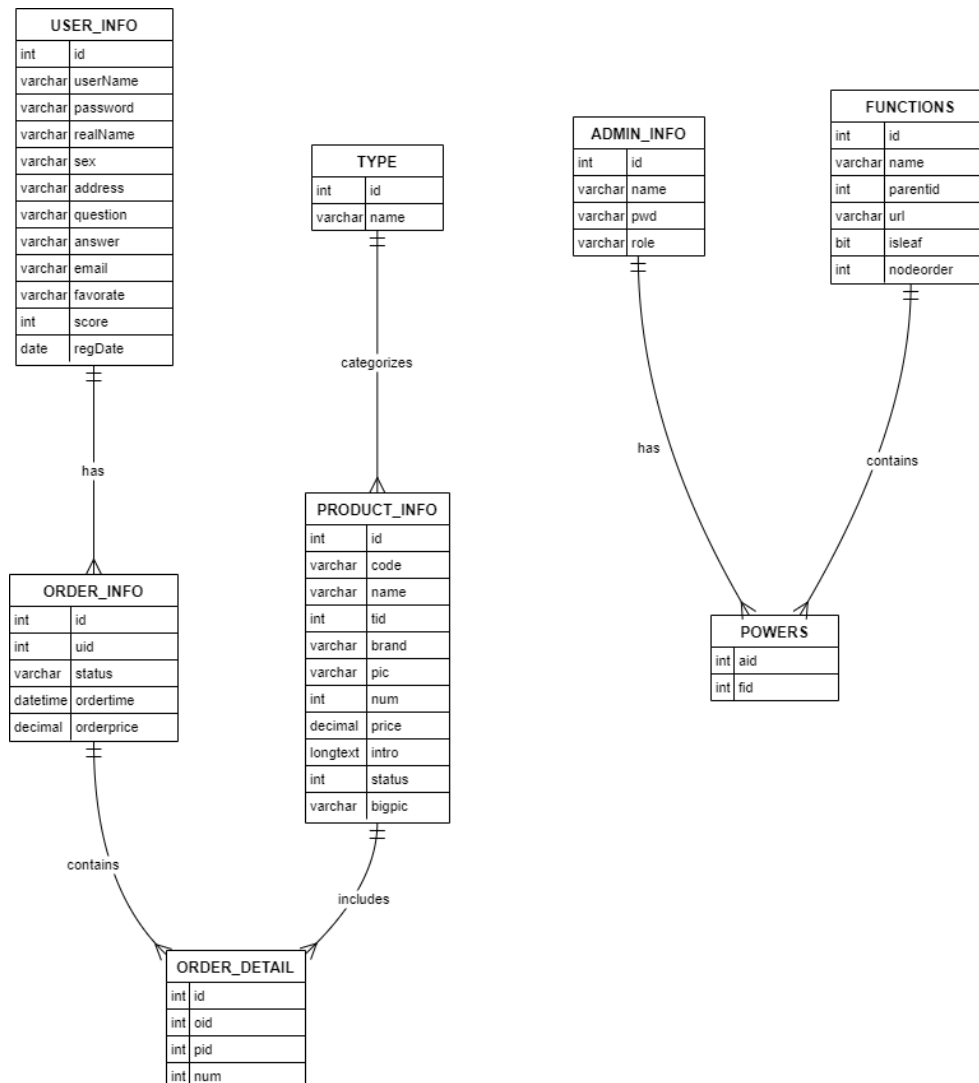 USER_INFO
int id
varchar userName
varchar password
varchar realName
varchar sex
varchar address
varchar question
varchar answer
varchar email
varchar favorate
int score
date regDate
has
ORDER_INFO
int id
int uid
varchar status
datetime ordertime
decimal orderprice
contains
TYPE
int id
varchar name
categorizes
PRODUCT_INFO
int id
varchar code
varchar name
int tid
varchar brand
varchar pic
int num
decimal price
longtext intro
int status
varchar bigpic
includes
ORDER_DETAIL
int id
int oid
int pid
int num
ADMIN_INFO
int id
varchar name
varchar pwd
varchar role
has
FUNCTIONS
int id
varchar name
int parentid
varchar url
bit isleaf
int nodeorder
contains
POWERS
int aid
int fid